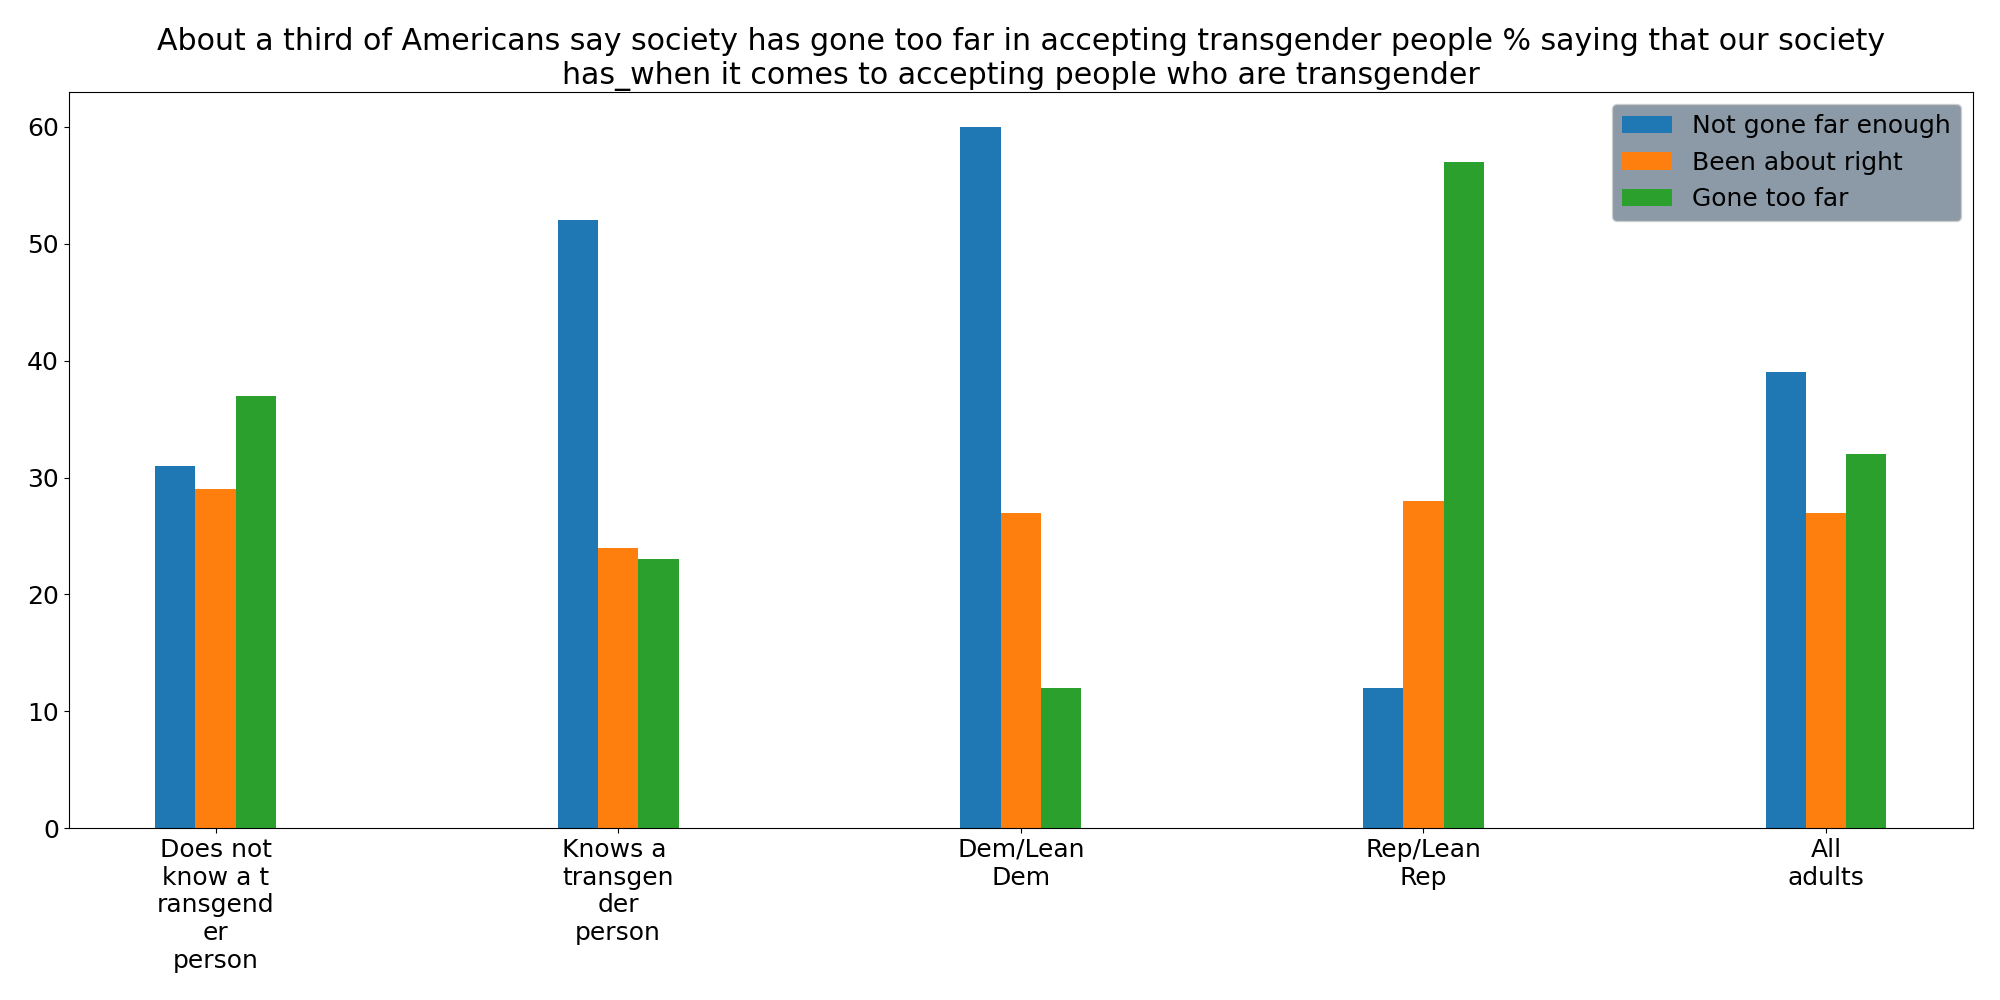 About a third of Americans say society has gone too far in accepting transgender people % saying that our society
has_when it comes to accepting people who are transgender
60
50
40
30
20
10
0
Not gone far enough
Been about right
Gone too far
Does not
know a t
ransgend
er
person
Knows a
transgen
der
person
Dem/Lean
Dem
Rep/Lean
Rep
All
adults